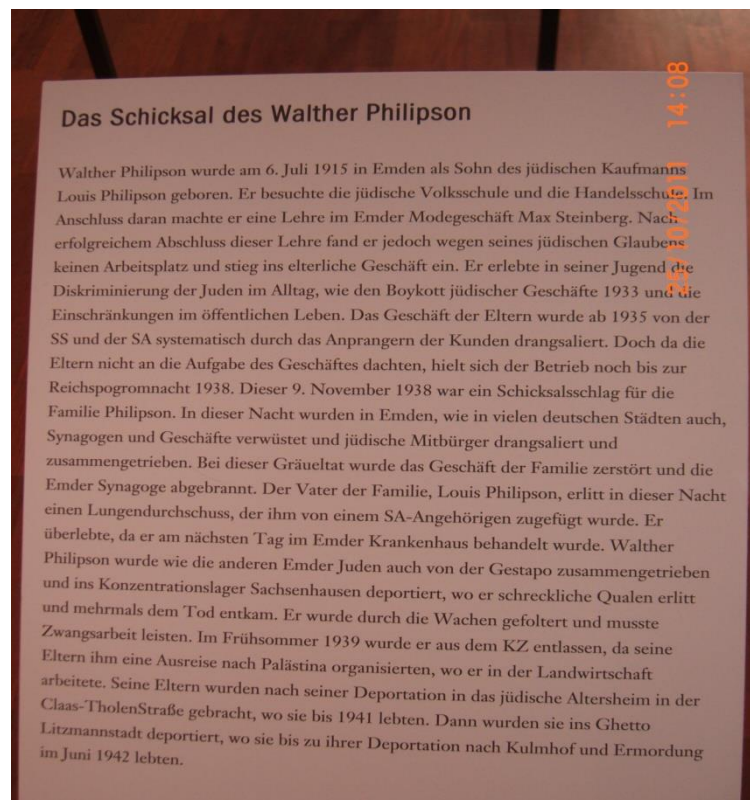 Das Schicksal des Walther Philipson
Walther Philipson wurde am 6. Juli 1915 in Emden als Sohn des jüdischen Kaufmanns
Louis Philipson geboren. Er besuchte die jüdische Volksschule und die Handelsschule. Im
Anschluss daran machte er eine Lehre im Emder Modegeschäft Max Steinberg. Nach
erfolgreichem Abschluss dieser Lehre fand er jedoch wegen seines jüdischen Glaubens
keinen Arbeitsplatz und stieg ins elterliche Geschäft ein. Er erlebte in seiner Jugend die
Diskriminierung der Juden im Alltag, wie den Boykott jüdischer Geschäfte 1933 und die
Einschränkungen im öffentlichen Leben. Das Geschäft der Eltern wurde ab 1935 von der
SS und der SA systematisch durch das Anprangern der Kunden drangsaliert. Doch da die
Eltern nicht an die Aufgabe des Geschäftes dachten, hielt sich der Betrieb noch bis zur
Reichspogromnacht 1938. Dieser 9. November 1938 war ein Schicksalsschlag für die
Familie Philipson. In dieser Nacht wurden in Emden, wie in vielen deutschen Städten auch,
Synagogen und Geschäfte verwüstet und jüdische Mitbürger drangsaliert und
zusammengetrieben. Bei dieser Gräueltat wurde das Geschäft der Familie zerstört und die
Emder Synagoge abgebrannt. Der Vater der Familie, Louis Philipson, erlitt in dieser Nacht
einen Lungendurchschuss, der ihm von einem SA-Angehörigen zugefügt wurde. Er
überlebte, da er am nächsten Tag im Emder Krankenhaus behandelt wurde. Walther
Philipson wurde wie die anderen Emder Juden auch von der Gestapo zusammengetrieben
und ins Konzentrationslager Sachsenhausen deportiert, wo er schreckliche Qualen erlitt
und mehrmals dem Tod entkam. Er wurde durch die Wachen gefoltert und musste
Zwangsarbeit leisten. Im Frühsommer 1939 wurde er aus dem KZ entlassen, da seine
Eltern ihm eine Ausreise nach Palästina organisierten, wo er in der Landwirtschaft
arbeitete. Seine Eltern wurden nach seiner Deportation in das jüdische Altersheim in der
Claas-TholenStraße gebracht, wo sie bis 1941 lebten. Dann wurden sie ins Ghetto
Litzmannstadt deportiert, wo sie bis zu ihrer Deportation nach Kulmhof und Ermordung
im Juni 1942 lebten.
25/10/2011 14:08